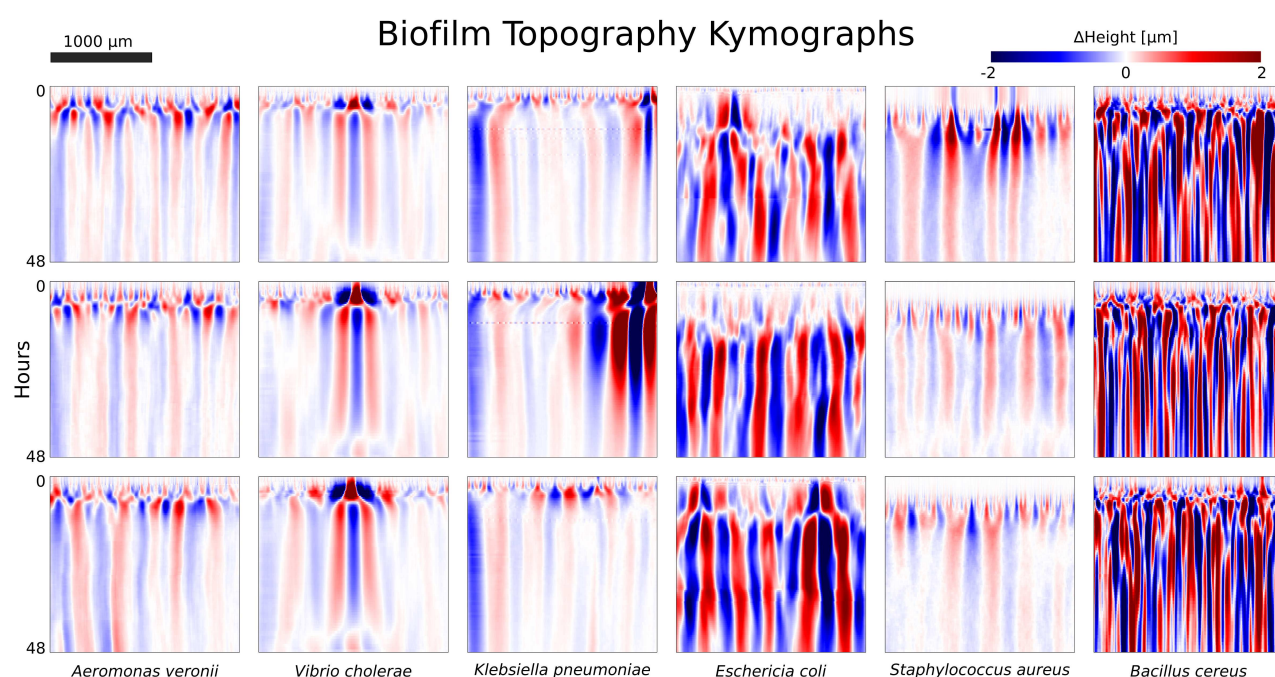 Biofilm Topography Kymographs
1000 µm
ΔHeight [µm]
-2 0 2
0
48
0
Hours
48
0
48
Aeromonas veronii Vibrio cholerae Klebsiella pneumoniae Eschericia coli Staphylococcus aureus Bacillus cereus